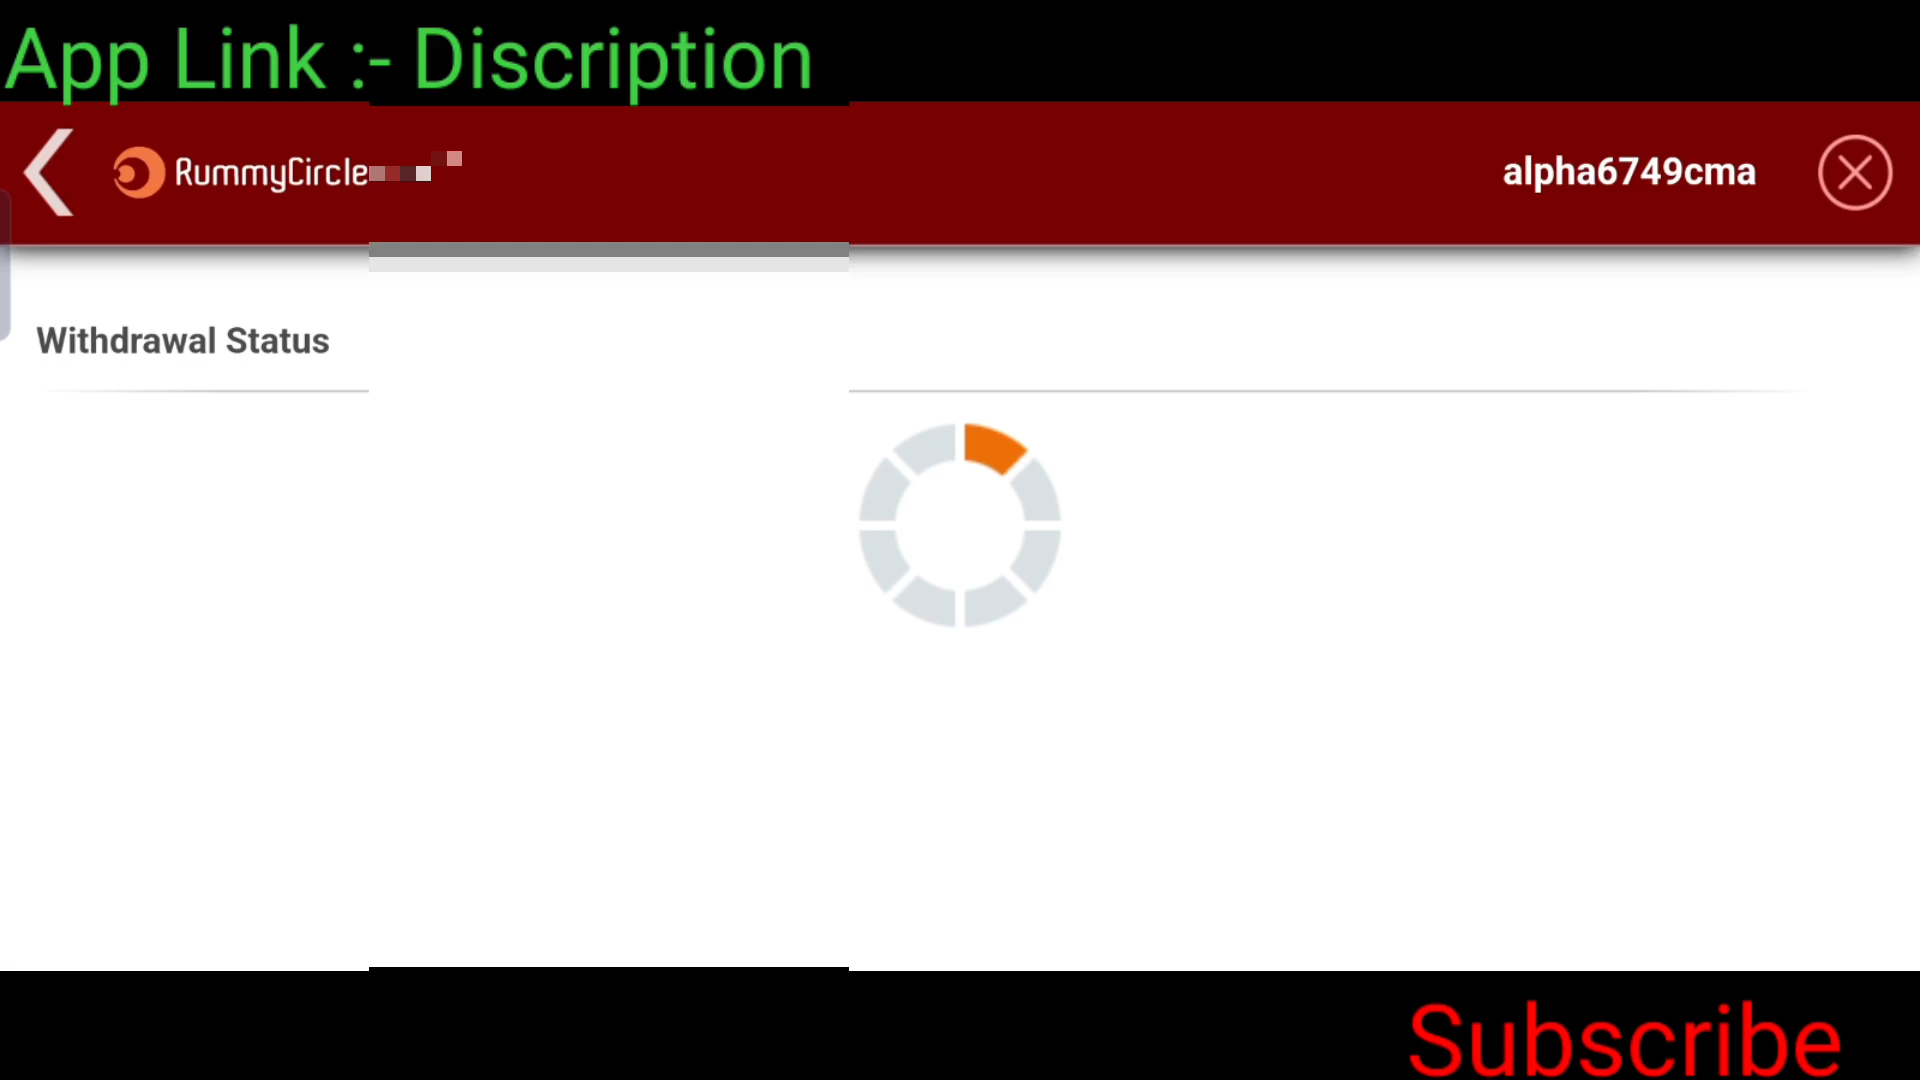 App Link :- Discription
RummyCircle
alpha6749cma
Withdrawal Status
Subscribe